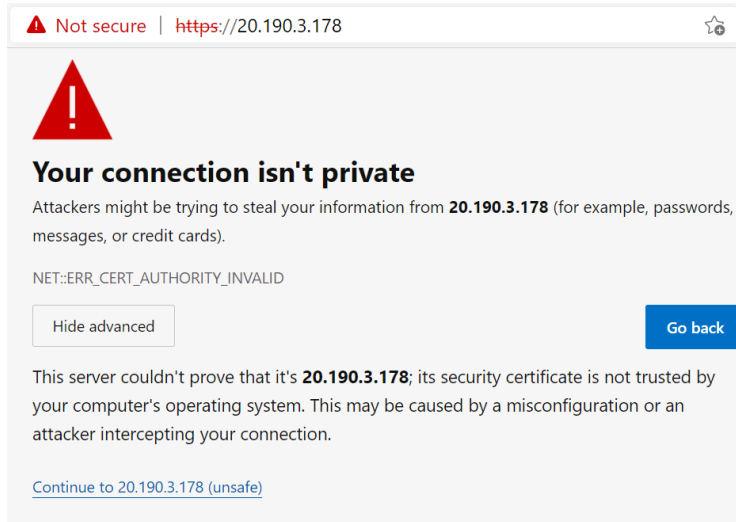 Not secure | https://20.190.3.178
Your connection isn't private
Attackers might be trying to steal your information from 20.190.3.178 (for example, passwords,
messages, or credit cards).
NET::ERR_CERT_AUTHORITY_INVALID
Hide advanced
Go back
This server couldn't prove that it's 20.190.3.178; its security certificate is not trusted by
your computer's operating system. This may be caused by a misconfiguration or an
attacker intercepting your connection.
Continue to 20.190.3.178 (unsafe)